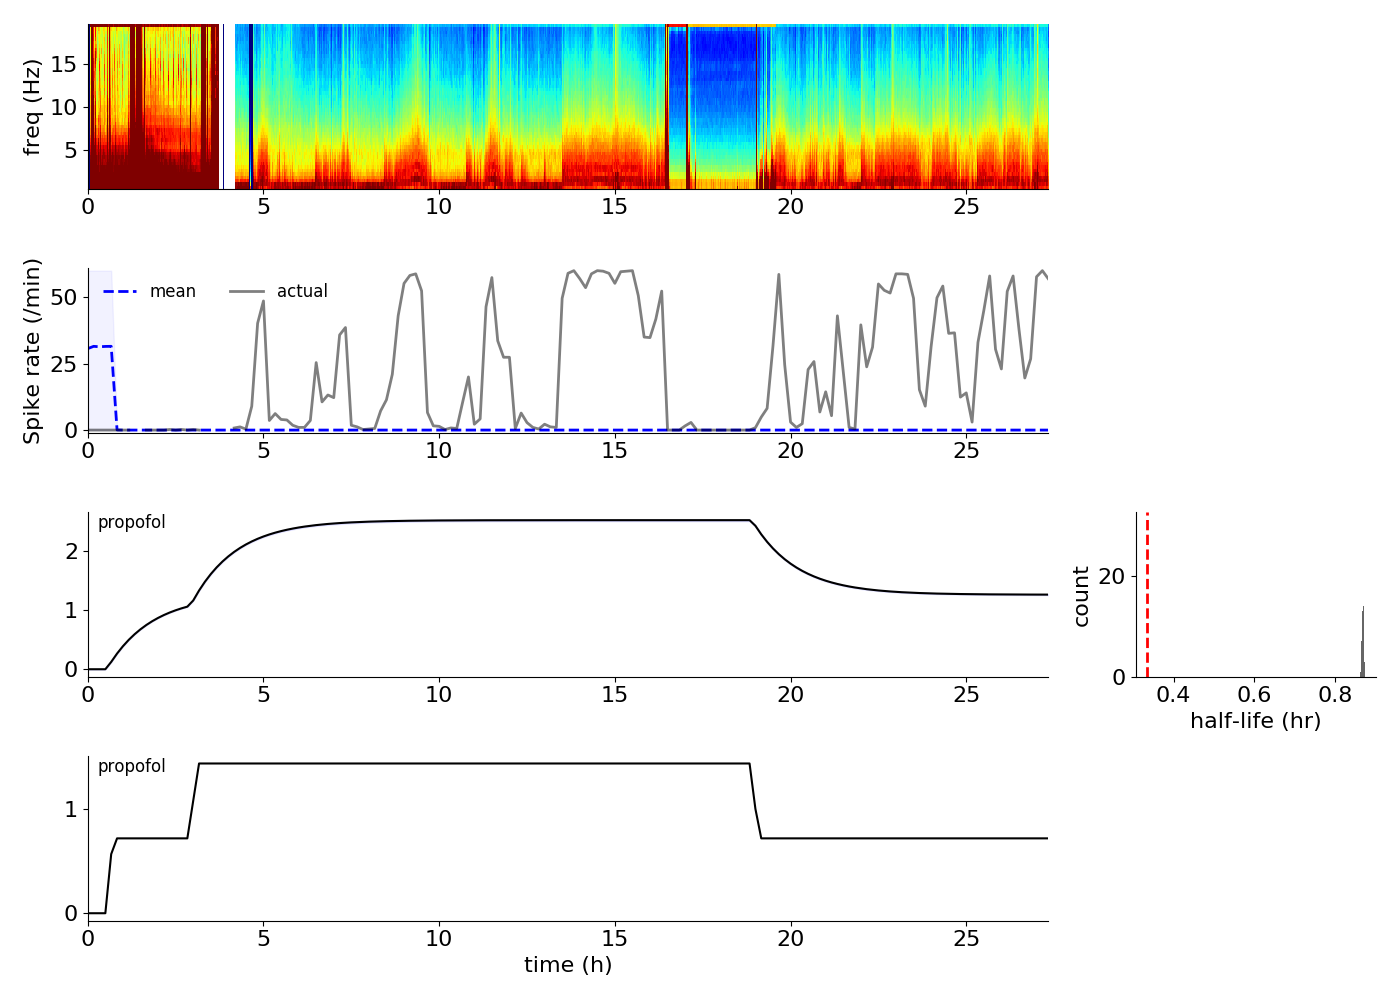 freq (Hz)
15
10
5
0 5 10 15 20 25
Spike rate (/min)
50
25
0
mean actual
0 5 10 15 20 25
propofol
2
1
0
0 5 10 15 20 25
count
20
0
0.4 0.6 0.8
half-life (hr)
propofol
1
0
0 5 10 15 20 25
time (h)